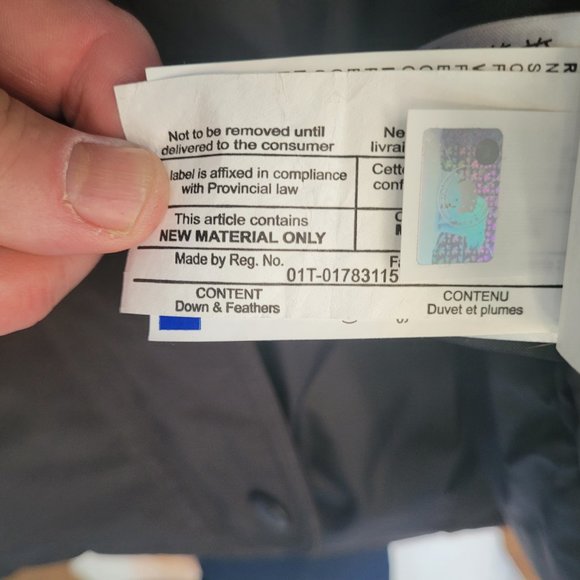 Not to be removed until
delivered to the consumer
label is affixed in compliance
with Provincial law
This article contains
NEW MATERIAL ONLY
Made by Reg. No.
01T-01783115
CONTENT
Down & Feathers
CONTENU
Duvet et plumes